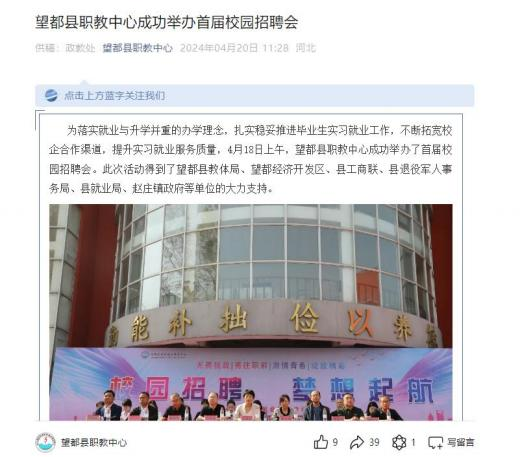 望都县职教中心成功举办首届校园招聘会
供稿：政教处 望都县职教中心 2024年04月20日 11:28 河北
点击上方蓝字关注我们
为落实就业与升学并重的办学理念，扎实稳妥推进毕业生实习就业工作，不断拓宽校
企合作渠道，提升实习就业服务质量，4月18日上午，望都县职教中心成功举办了首届校
园招聘会。此次活动得到了望都县教体局、望都经济开发区、县工商联、县退役军人事
务局、县就业局、赵庄镇政府等单位的大力支持。
能补拙 俭以养
校园招聘 梦想起航
望都县职教中心
9 39 1 写留言